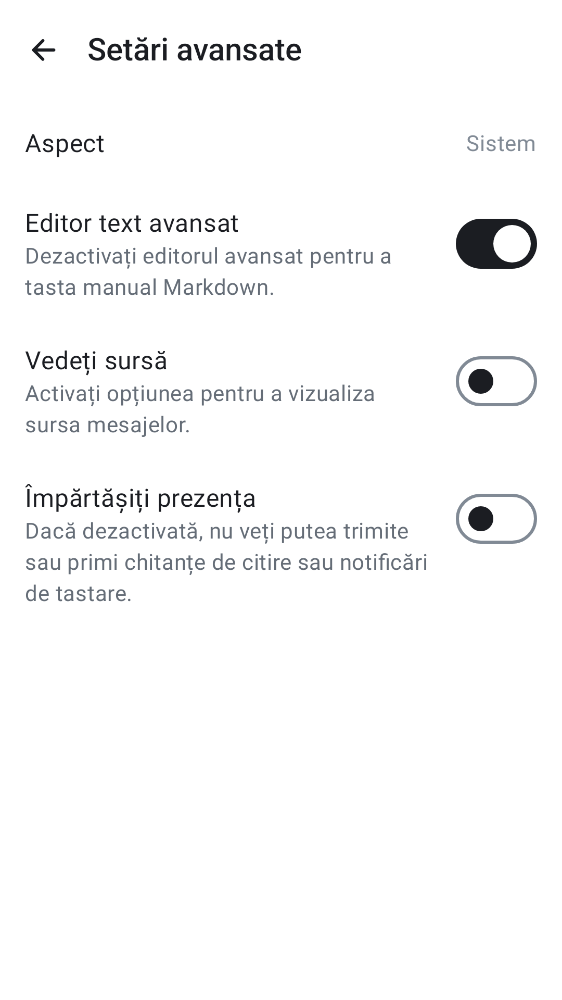 Setări avansate
Aspect
Sistem
Editor text avansat
Dezactivați editorul avansat pentru a
tasta manual Markdown.
Vedeți sursă
Activați opțiunea pentru a vizualiza
sursa mesajelor.
Împărtășiți prezența
Dacă dezactivată, nu veți putea trimite
sau primi chitanțe de citire sau notificări
de tastare.